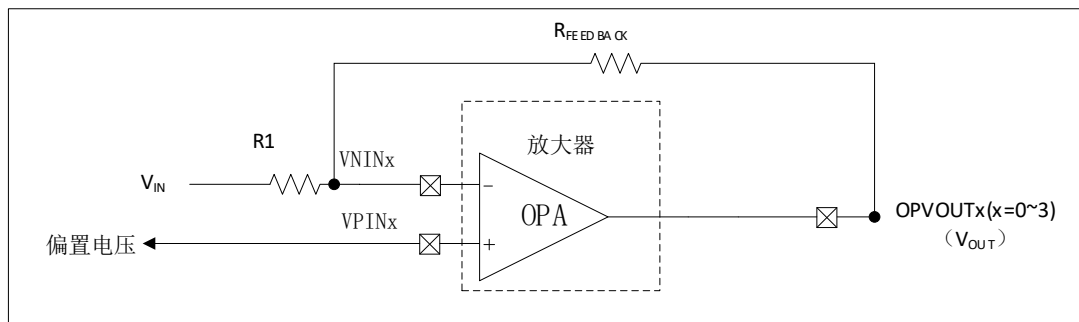 RFEEDBACK
放大器
R1
VNINx
VIN
−
OPA
VPINx
偏置电压
+
OPVOUTx(x=0~3)
（VOUT）